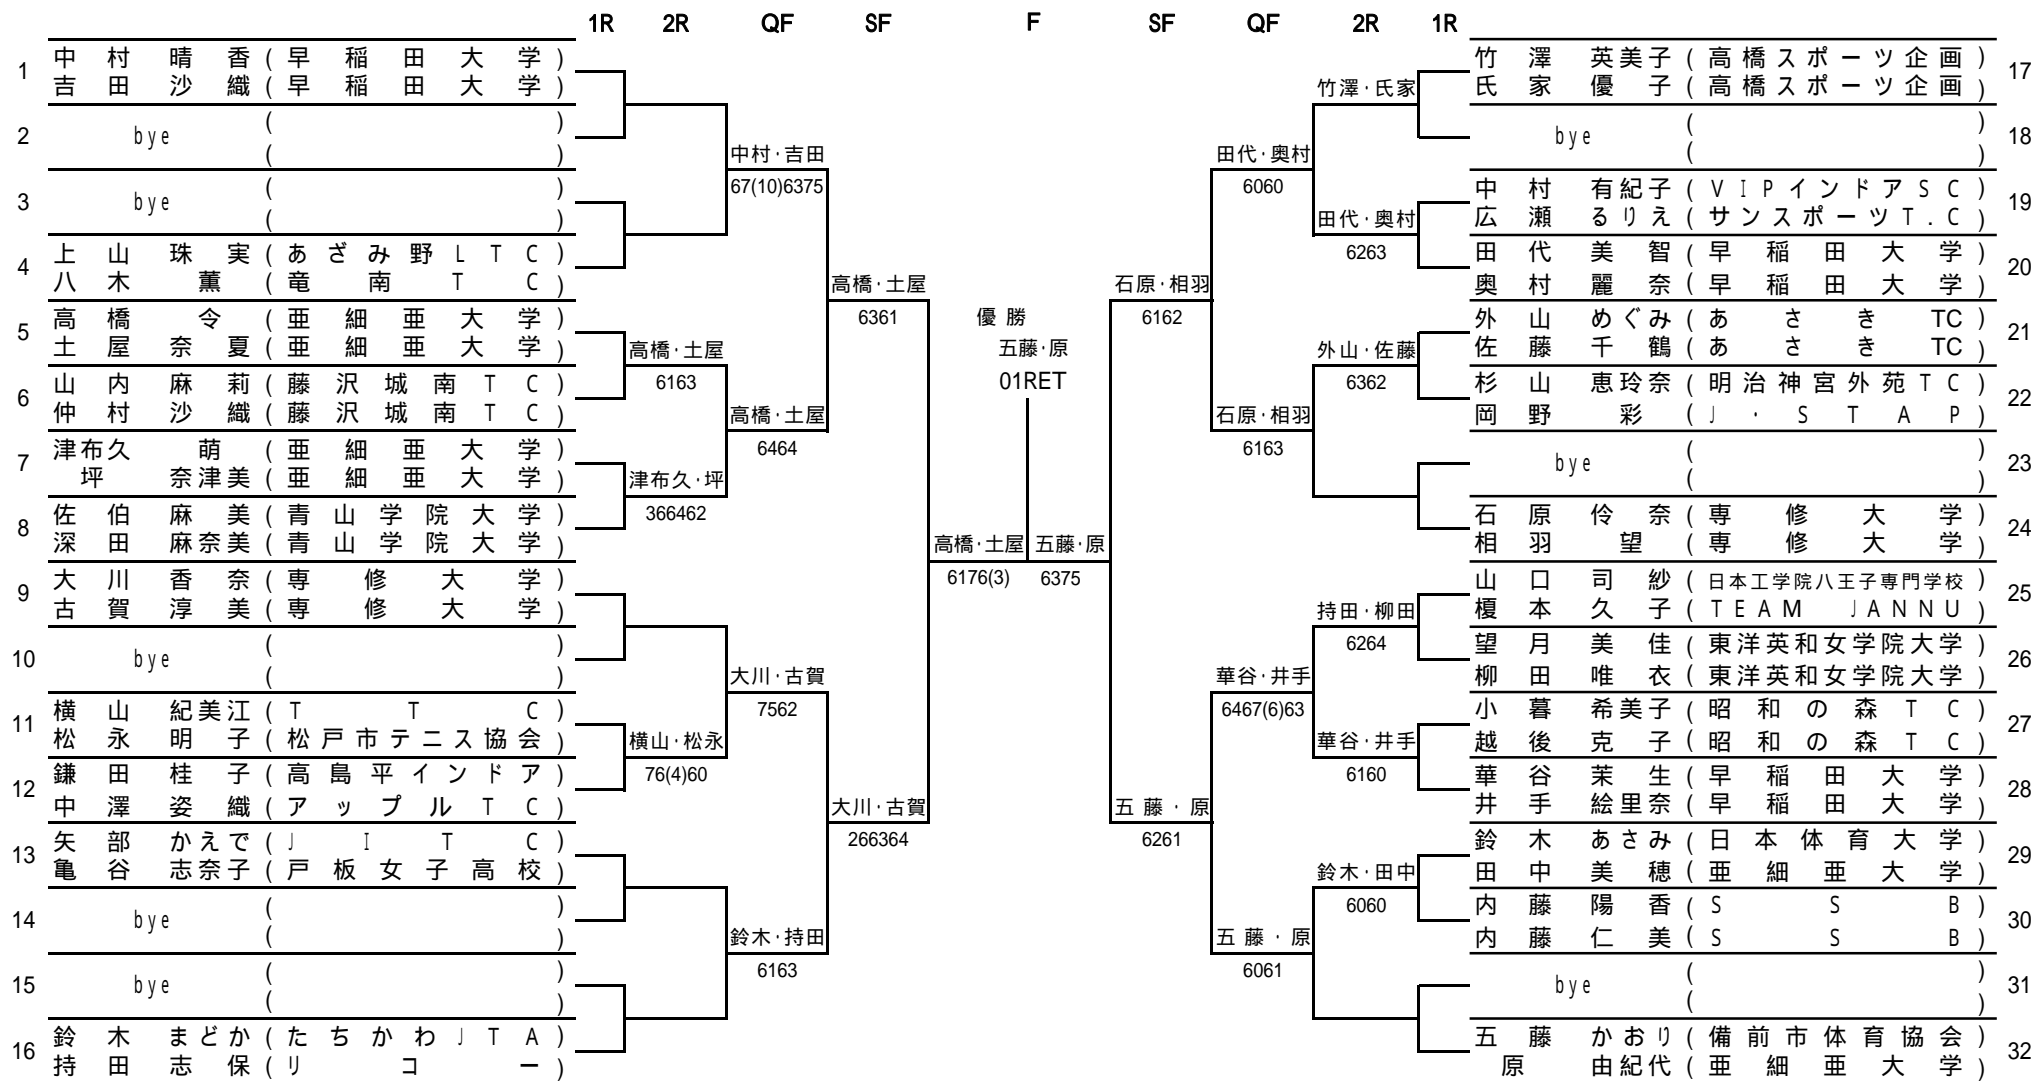 1R 2R QF SF F SF QF 2R 1R
1 中村 晴香 (早稲田大学)
吉田 沙織 (早稲田大学)
2 bye ( )
( )
3 bye ( )
( )
4 上山 珠実 (あざみ野LTC)
八木 薫 (竜南TC)
5 高橋 令 (亜細亜大学)
土屋 奈夏 (亜細亜大学)
6 山内 麻莉 (藤沢城南TC)
仲村 沙織 (藤沢城南TC)
7 津布久 萌 (亜細亜大学)
坪 奈津美 (亜細亜大学)
8 佐伯 麻美 (青山学院大学)
深田 麻奈美 (青山学院大学)
9 大川 香奈 (専修大学)
古賀 淳美 (専修大学)
10 bye ( )
( )
11 横山 紀美江 (TTC)
松永 明子 (松戸市テニス協会)
12 鎌田 桂子 (高島平インドア)
中澤 姿織 (アップルTC)
13 矢部 かえで (JITC)
亀谷 志奈子 (戸板女子高校)
14 bye ( )
( )
15 bye ( )
( )
16 鈴木 まどか (たちかわJTA)
持田 志保 (リコー)
高橋・土屋
6163
津布久・坪
366462
横山・松永
76(4)60
中村・吉田
67(10)6375
高橋・土屋
6464
大川・古賀
7562
鈴木・持田
6163
高橋・土屋
6361
大川・古賀
266364
高橋・土屋
6176(3)
優勝
五藤・原
01RET
五藤・原
6375
石原・相羽
6162
五藤・原
6261
田代・奥村
6060
石原・相羽
6163
華谷・井手
6467(6)63
五藤・原
6061
竹澤・氏家
田代・奥村
6263
外山・佐藤
6362
持田・柳田
6264
華谷・井手
6160
鈴木・田中
6060
竹澤 英美子 (高橋スポーツ企画) 17
氏家 優子 (高橋スポーツ企画)
bye ( ) 18
( )
中村 有紀子 (VIPインドアSC) 19
広瀬 るりえ (サンスポーツT.C)
田代 美智 (早稲田大学) 20
奥村 麗奈 (早稲田大学)
外山 めぐみ (あさきTC) 21
佐藤 千鶴 (あさきTC)
杉山 恵玲奈 (明治神宮外苑TC) 22
岡野 彩 (J・STAP)
bye ( ) 23
( )
石原 伶奈 (専修大学) 24
相羽 望 (専修大学)
山口 司紗 (日本工学院八王子専門学校) 25
榎本 久子 (TEAM JANNU)
望月 美佳 (東洋英和女学院大学) 26
柳田 唯衣 (東洋英和女学院大学)
小暮 希美子 (昭和の森TC) 27
越後 克子 (昭和の森TC)
華谷 茉生 (早稲田大学) 28
井手 絵里奈 (早稲田大学)
鈴木 あさみ (日本体育大学) 29
田中 美穂 (亜細亜大学)
内藤 陽香 (SSB) 30
内藤 仁美 (SSB)
bye ( ) 31
( )
五藤 かおり (備前市体育協会) 32
原 由紀代 (亜細亜大学)